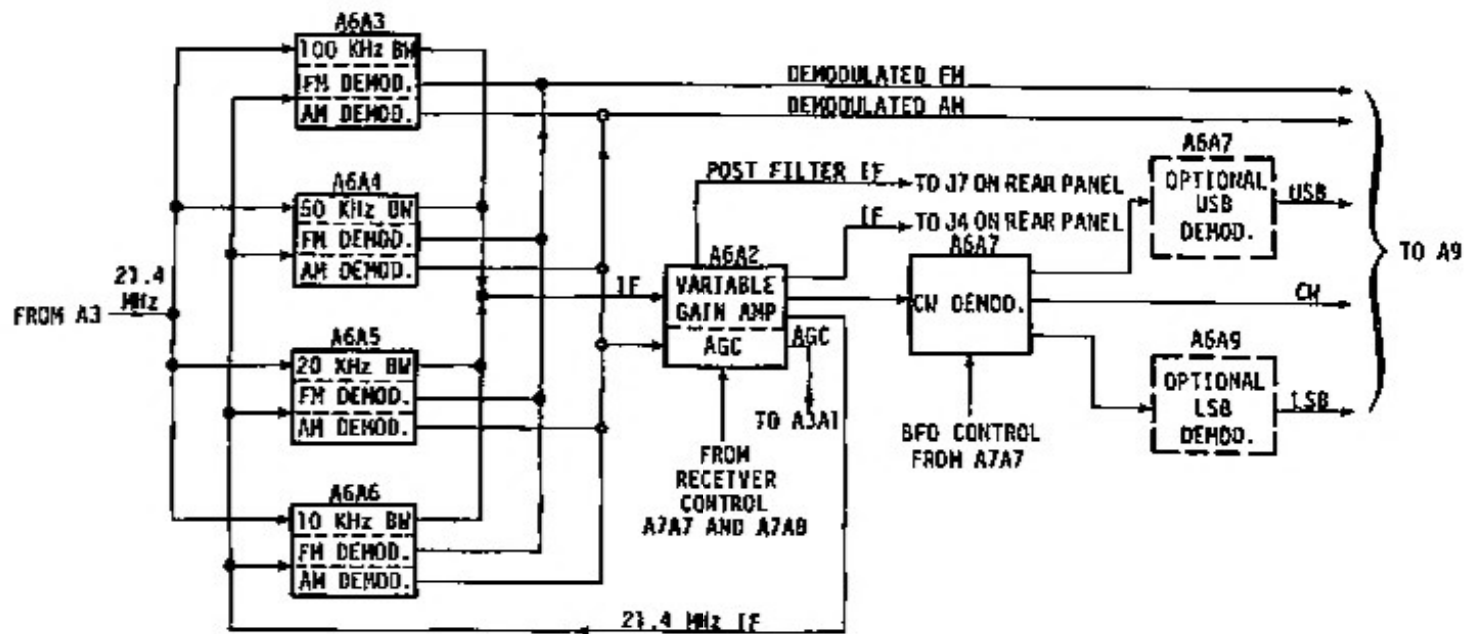 A6A3
100 KHz BW
FM DEMOD.
AM DEMOD.
DEMODULATED FM
DEMODULATED AM
A6A4
50 KHz BW
FM DEMOD.
AM DEMOD.
POST FILTER IF
TO J7 ON REAR PANEL
IF
TO J4 ON REAR PANEL
A6A7
OPTIONAL
USB
DEMOD.
USB
21.4
MHz
FROM A3
IF
A6A2
VARIABLE
GAIN AMP
AGC
AGC
TO A3A1
A6A7
CW DEMOD.
CW
TO A9
A6A5
20 KHz BW
FM DEMOD.
AM DEMOD.
A6A9
OPTIONAL
LSB
DEMOD.
LSB
FROM
RECEIVER
CONTROL
A7A7 AND A7A8
BFO CONTROL
FROM A7A7
A6A6
10 KHz BW
FM DEMOD.
AM DEMOD.
21.4 MHz IF